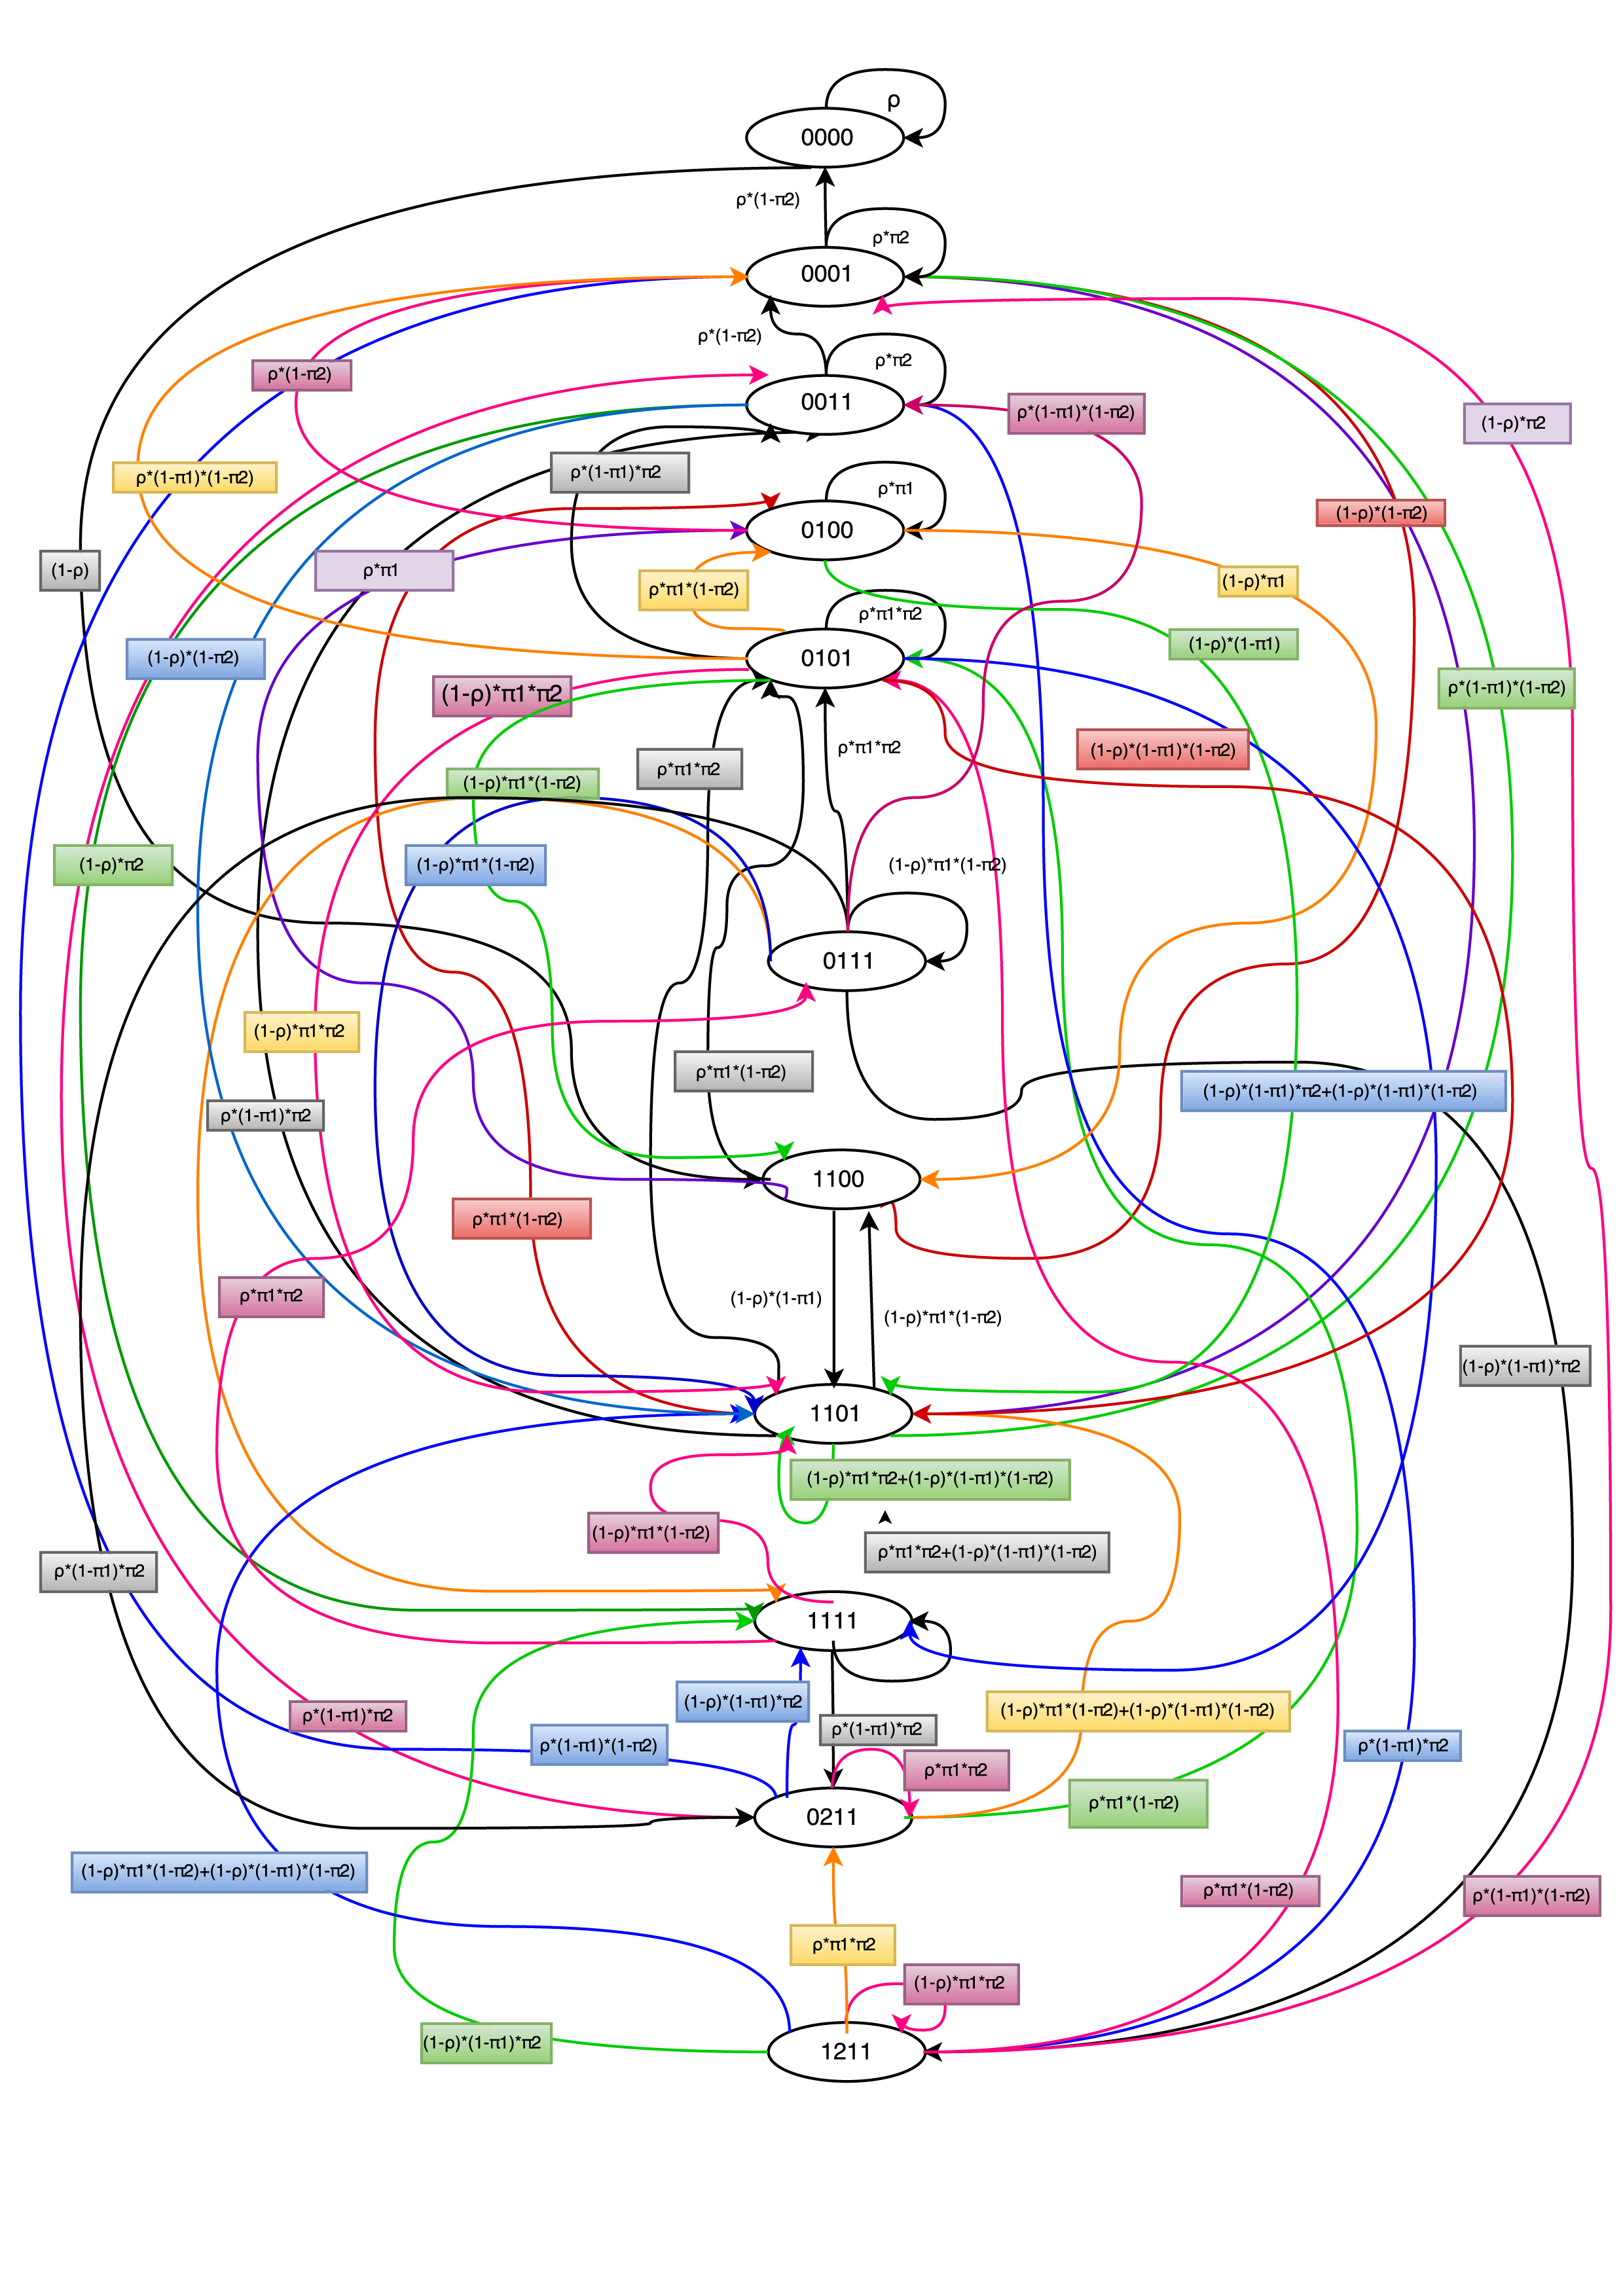 ρ
0000
ρ*(1-π2)
ρ*π2
0001
ρ*(1-π2)
ρ*π2
ρ*(1-π2)
0011
ρ*(1-π1)*(1-π2)
(1-ρ)*π2
ρ*(1-π1)*(1-π2)
ρ*(1-π1)*π2
ρ*π1
(1-ρ)*(1-π2)
0100
(1-ρ)
ρ*π1
ρ*π1*(1-π2)
(1-ρ)*π1
ρ*π1*π2
(1-ρ)*(1-π1)
(1-ρ)*(1-π2)
0101
(1-ρ)*π1*π2
ρ*(1-π1)*(1-π2)
ρ*π1*π2
(1-ρ)*(1-π1)*(1-π2)
ρ*π1*π2
(1-ρ)*π1*(1-π2)
(1-ρ)*π2
(1-ρ)*π1*(1-π2)
(1-ρ)*π1*(1-π2)
0111
(1-ρ)*π1*π2
ρ*π1*(1-π2)
(1-ρ)*(1-π1)*π2+(1-ρ)*(1-π1)*(1-π2)
ρ*(1-π1)*π2
1100
ρ*π1*(1-π2)
ρ*π1*π2
(1-ρ)*(1-π1)
(1-ρ)*π1*(1-π2)
(1-ρ)*(1-π1)*π2
1101
(1-ρ)*π1*π2+(1-ρ)*(1-π1)*(1-π2)
(1-ρ)*π1*(1-π2)
ρ*π1*π2+(1-ρ)*(1-π1)*(1-π2)
ρ*(1-π1)*π2
1111
(1-ρ)*(1-π1)*π2
(1-ρ)*π1*(1-π2)+(1-ρ)*(1-π1)*(1-π2)
ρ*(1-π1)*π2
ρ*(1-π1)*π2
ρ*(1-π1)*(1-π2)
ρ*(1-π1)*π2
ρ*π1*π2
ρ*π1*(1-π2)
0211
(1-ρ)*π1*(1-π2)+(1-ρ)*(1-π1)*(1-π2)
ρ*π1*(1-π2)
ρ*(1-π1)*(1-π2)
ρ*π1*π2
(1-ρ)*π1*π2
(1-ρ)*(1-π1)*π2
1211